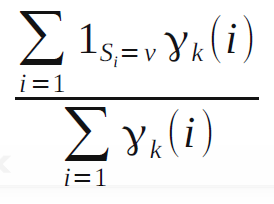 ∑ 1_{S_i = v} γ_k(i)
i=1
∑ γ_k(i)
i=1